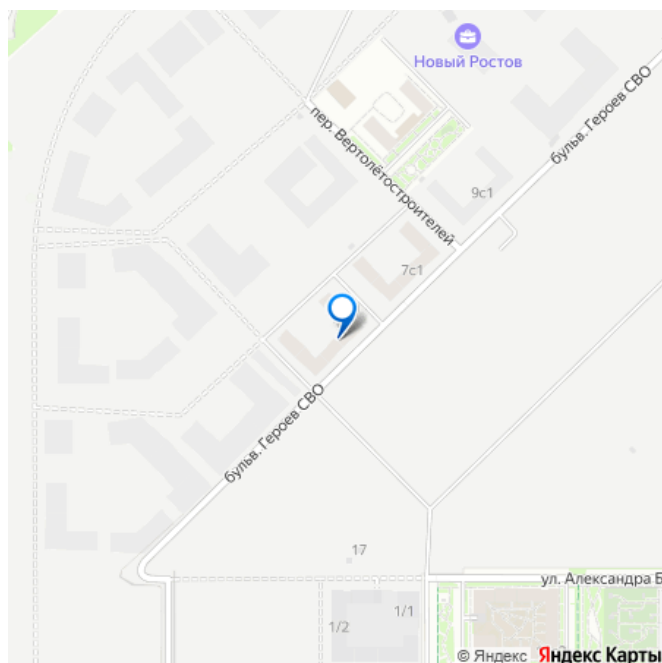 Новый Ростов
бульв. Героев СВО
пер. Вертолётостроителей
9с1
7с1
бульв. Героев СВО
17
ул. Александра Б
1/1
1/2
© Яндекс Яндекс Карты